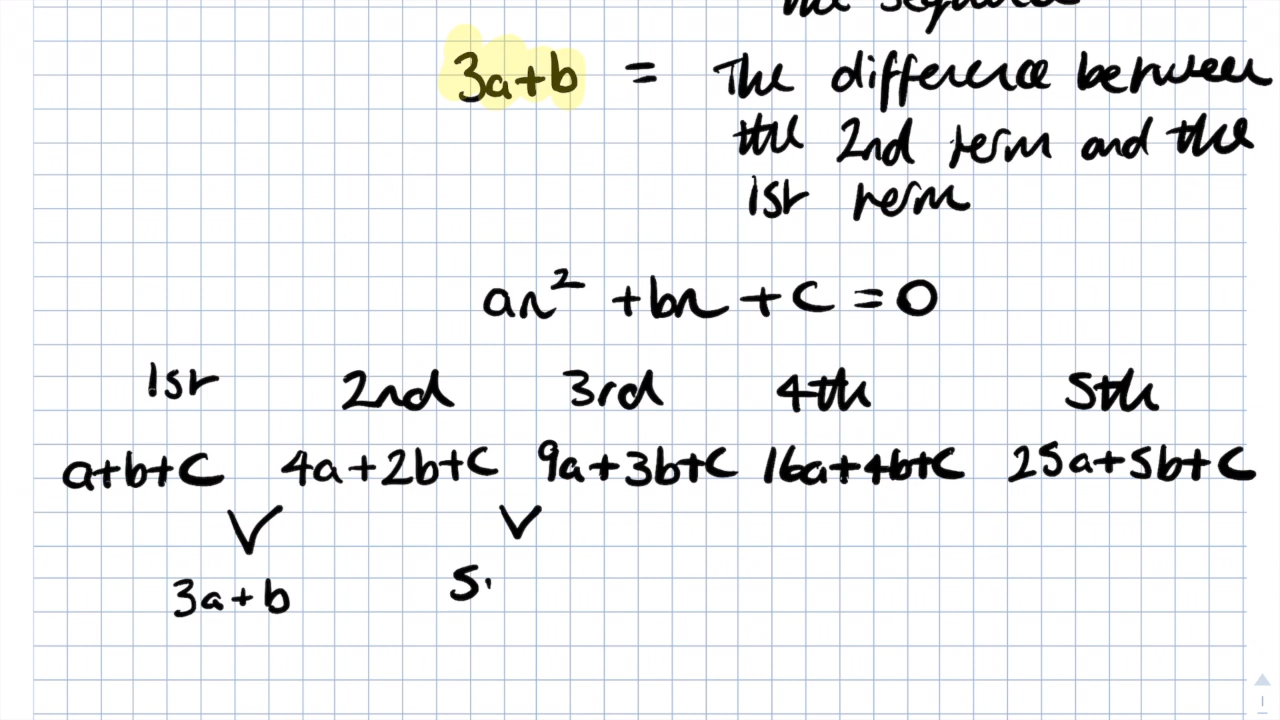 3a+b = The difference between
the 2nd term and the
1st term
an² + bn + c = 0
1st 2nd 3rd 4th 5th
a+b+c 4a+2b+c 9a+3b+c 16a+4b+c 25a+5b+c
3a+b 5